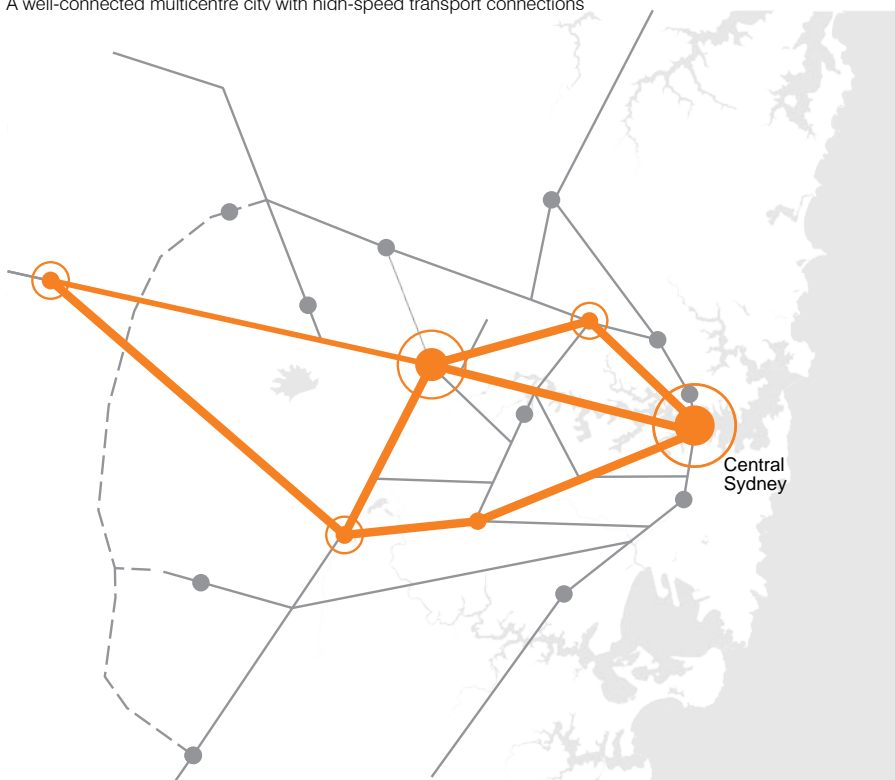 A well-connected multicentre city with high-speed transport connections
Central
Sydney